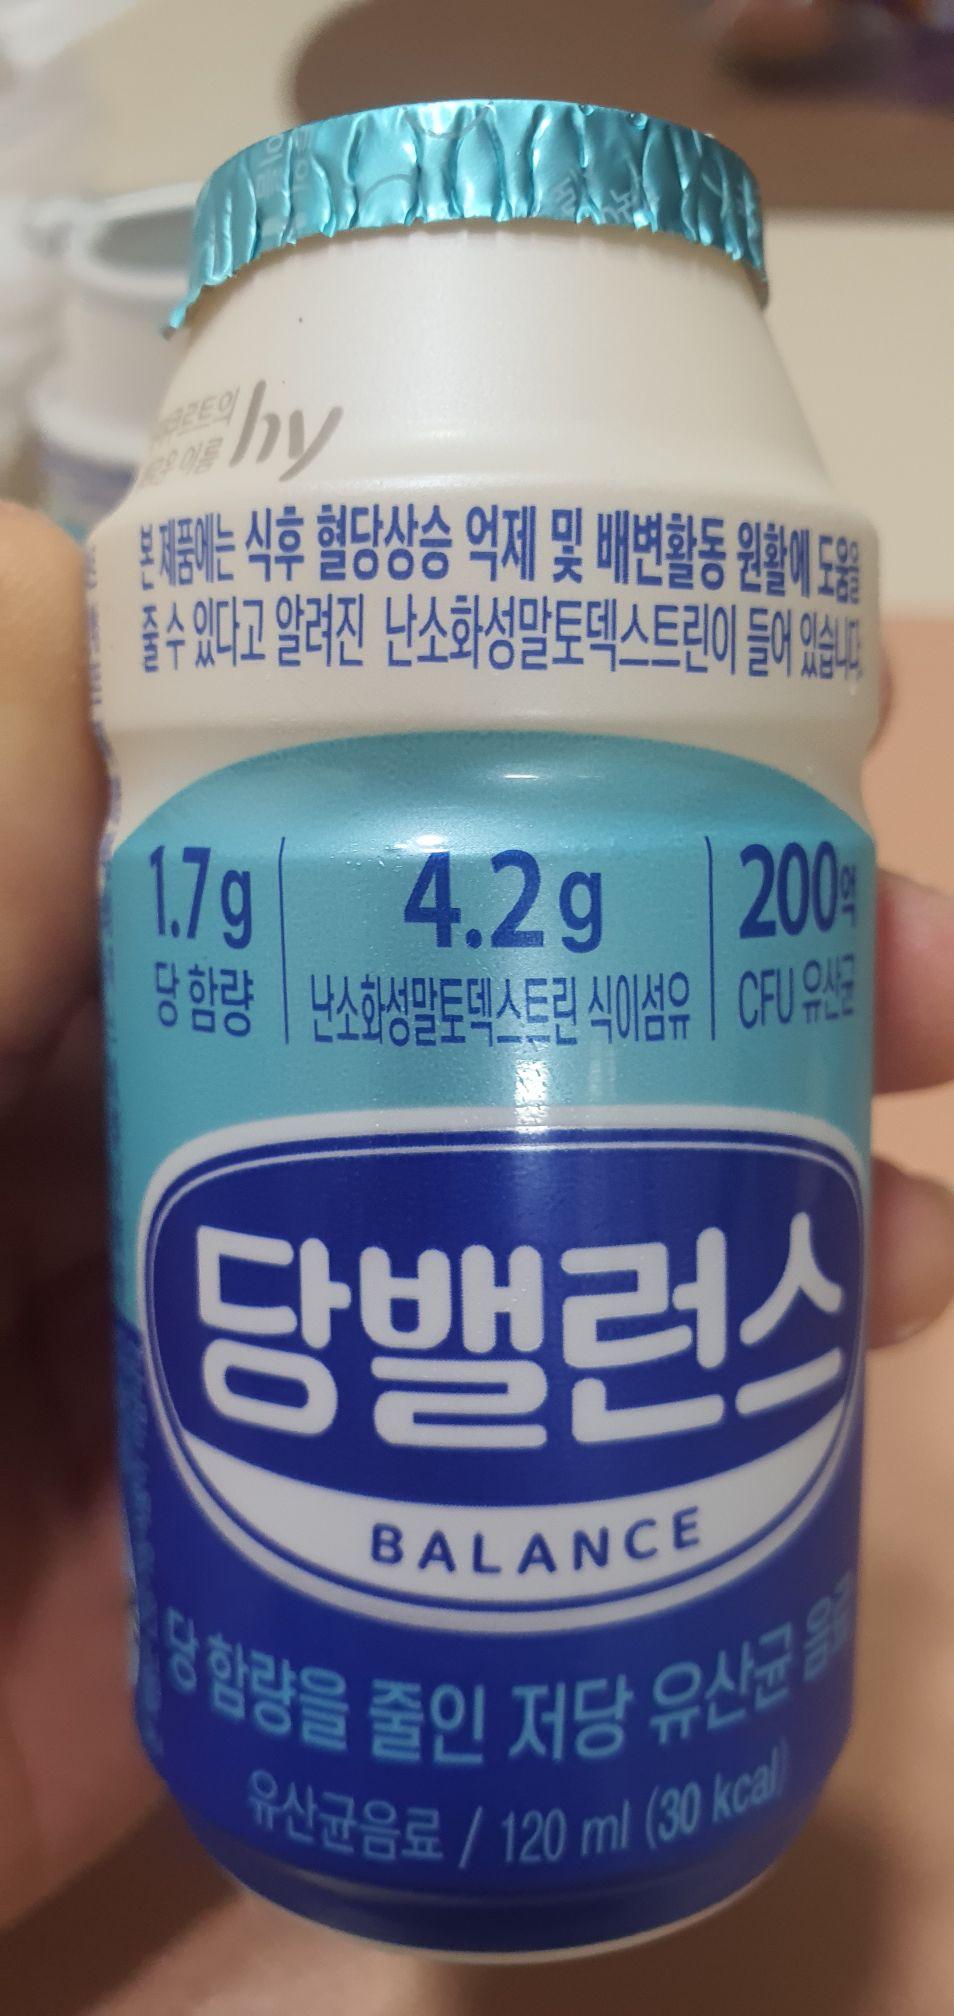 hy
본 제품에는 식후 혈당상승 억제 및 배변활동 원활에 도움을
줄 수 있다고 알려진 난소화성말토덱스트린이 들어 있습니다.
1.7g
당 함량
4.2g
난소화성말토덱스트린 식이섬유
200억
CFU 유산균
당밸런스
BALANCE
당 함량을 줄인 저당 유산균 음료
유산균음료 / 120 ml (30 kcal)